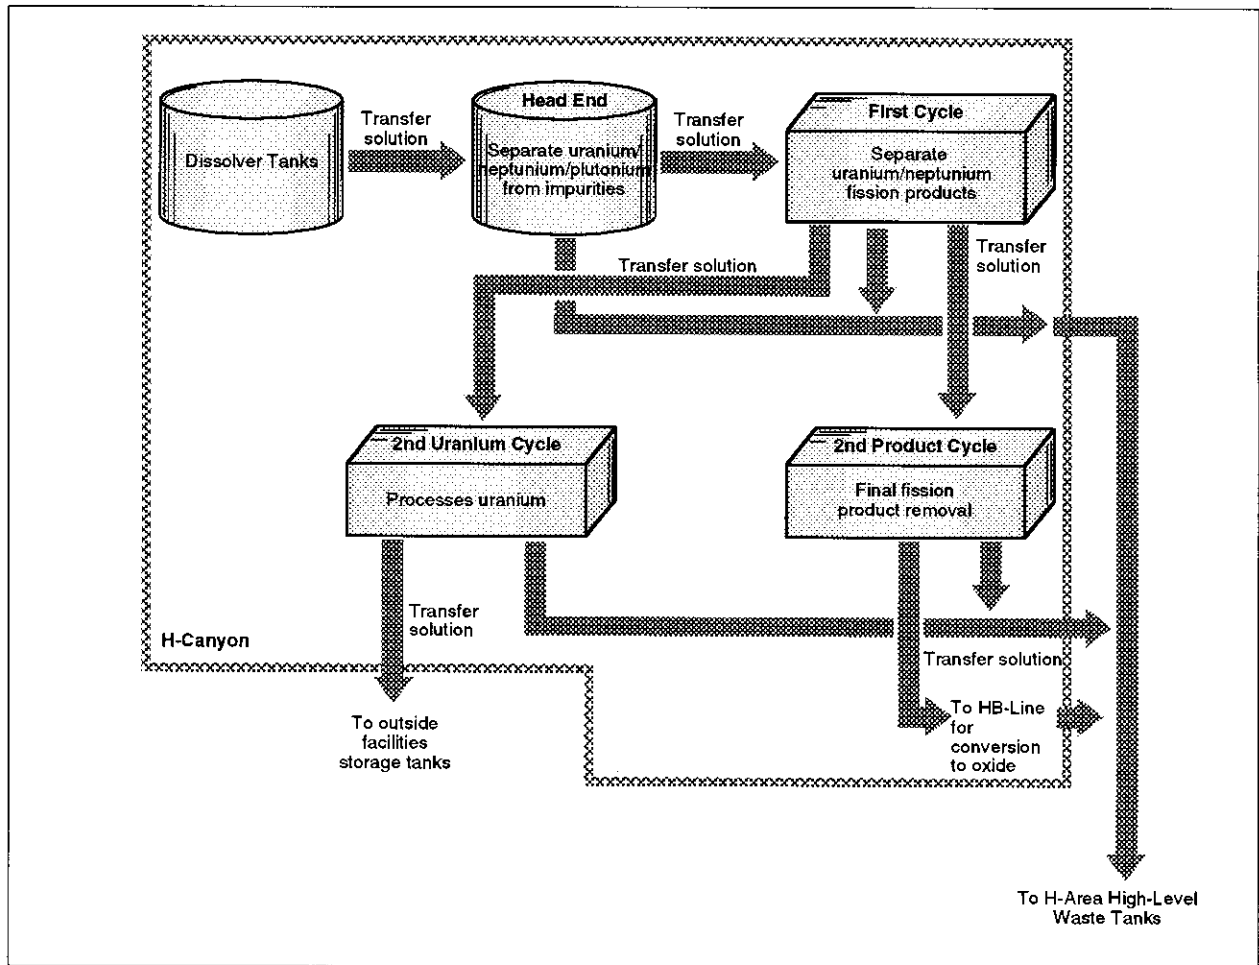 Dissolver Tanks
Transfer
solution
Head End
Separate uranium/
neptunium/plutonium
from impurities
Transfer
solution
First Cycle
Separate
uranium/neptunium
fission products
Transfer solution
Transfer
solution
2nd Uranium Cycle
Processes uranium
2nd Product Cycle
Final fission
product removal
Transfer
solution
H-Canyon
Transfer solution
To outside
facilities
storage tanks
To HB-Line
for
conversion
to oxide
To H-Area High-Level
Waste Tanks